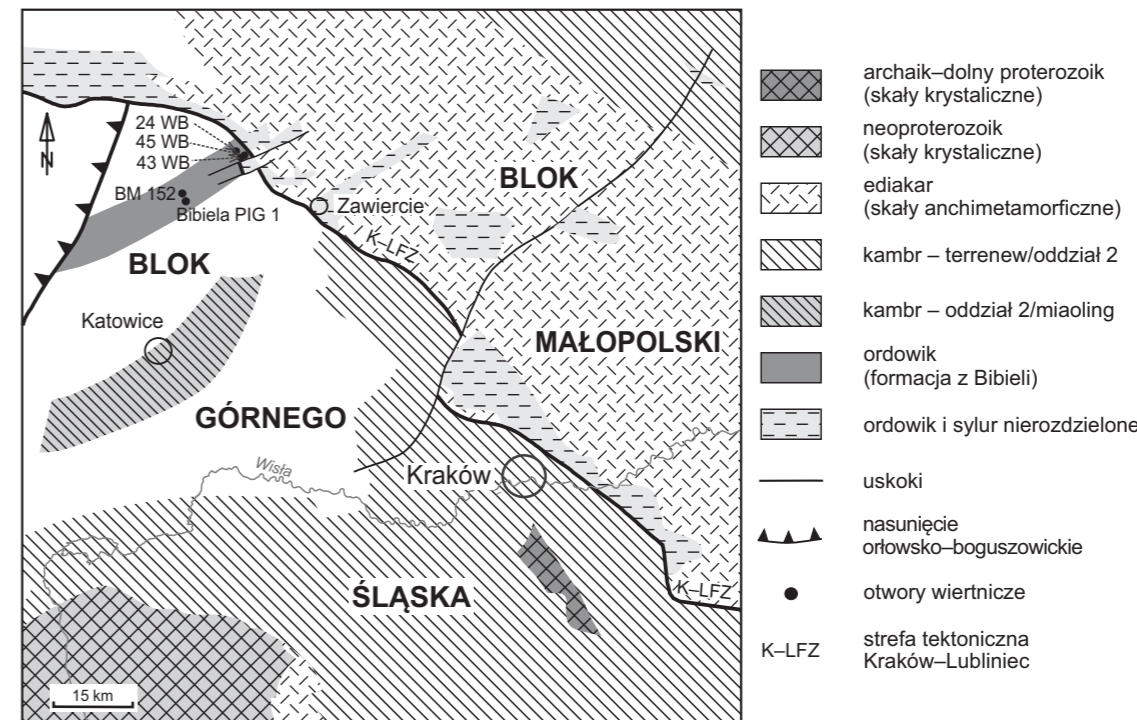 24 WB
45 WB
43 WB
N
BM 152
Bibiela PIG 1
Zawiercie
BLOK
K–LFZ
BLOK
Katowice
MAŁOPOLSKI
GÓRNEGO
Wisła
Kraków
ŚLĄSKA
K–LFZ
15 km
archaik–dolny proterozoik
(skały krystaliczne)
neoproterozoik
(skały krystaliczne)
ediakar
(skały anchimetamorficzne)
kambr – terrenew/oddział 2
kambr – oddział 2/miaoling
ordowik
(formacja z Bibieli)
ordowik i sylur nierozdzielone
uskoki
nasunięcie
orłowsko–boguszowickie
otwory wiertnicze
K–LFZ
strefa tektoniczna
Kraków–Lubliniec